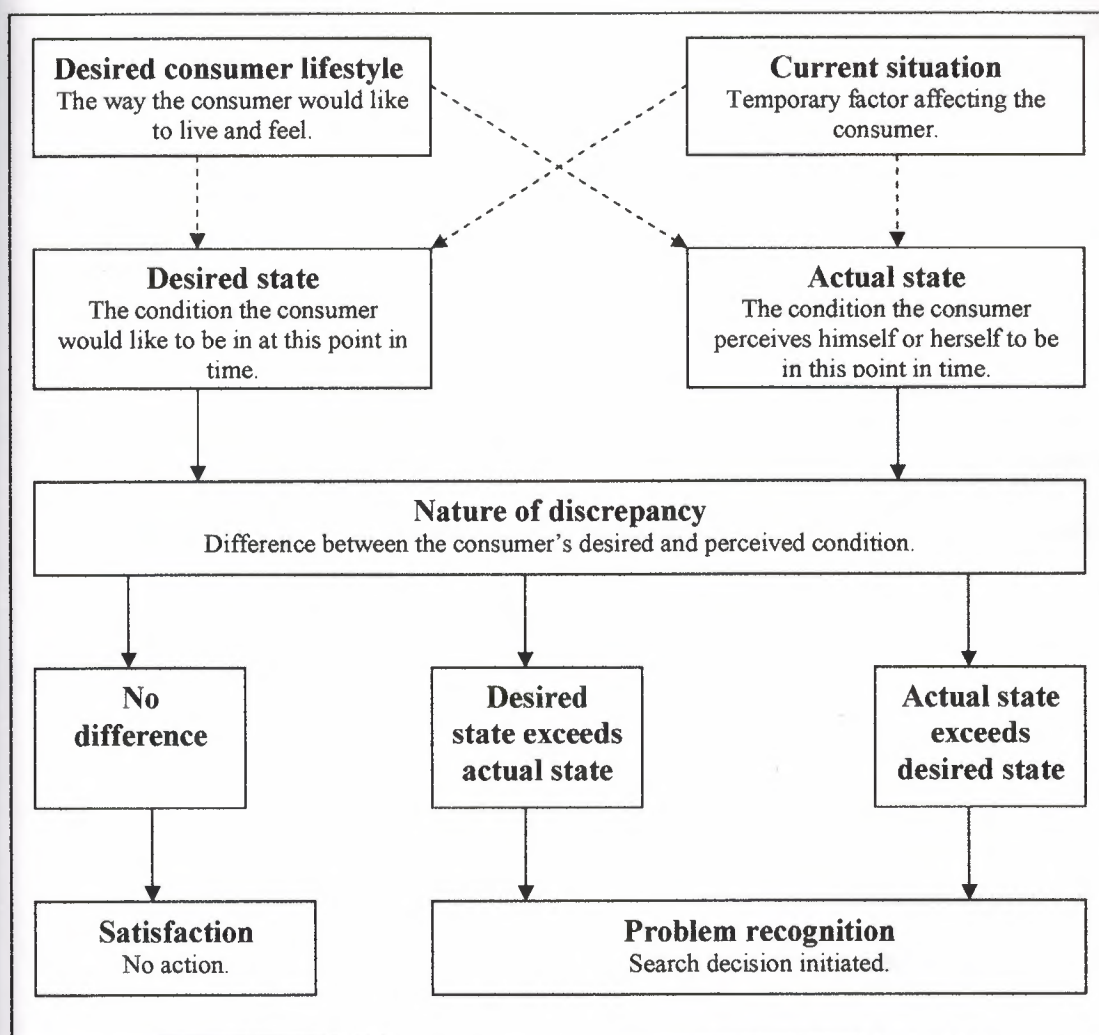 Desired consumer lifestyle
The way the consumer would like
to live and feel.
Current situation
Temporary factor affecting the
consumer.
Desired state
The condition the consumer
would like to be in at this point in
time.
Actual state
The condition the consumer
perceives himself or herself to be
in this point in time.
Nature of discrepancy
Difference between the consumer's desired and perceived condition.
No
difference
Desired
state exceeds
actual state
Actual state
exceeds
desired state
Satisfaction
No action.
Problem recognition
Search decision initiated.